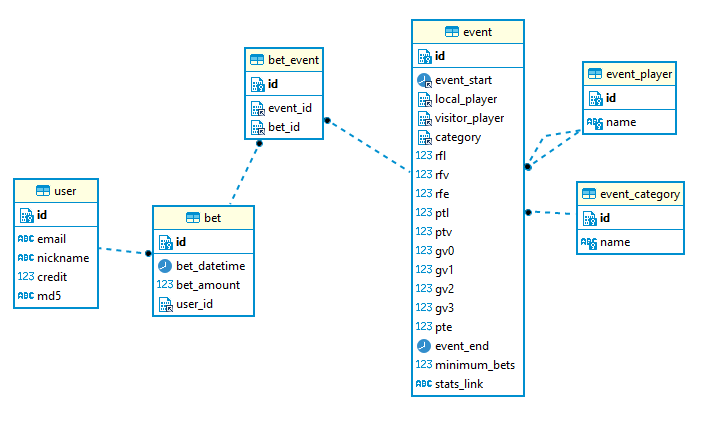 user
id
ABC email
ABC nickname
123 credit
ABC md5
bet
id
bet_datetime
123 bet_amount
user_id
bet_event
id
event_id
bet_id
event
id
event_start
local_player
visitor_player
category
123 rfl
123 rfv
123 rfe
123 ptl
123 ptv
123 gv0
123 gv1
123 gv2
123 gv3
123 pte
event_end
123 minimum_bets
ABC stats_link
event_player
id
ABC name
event_category
id
ABC name